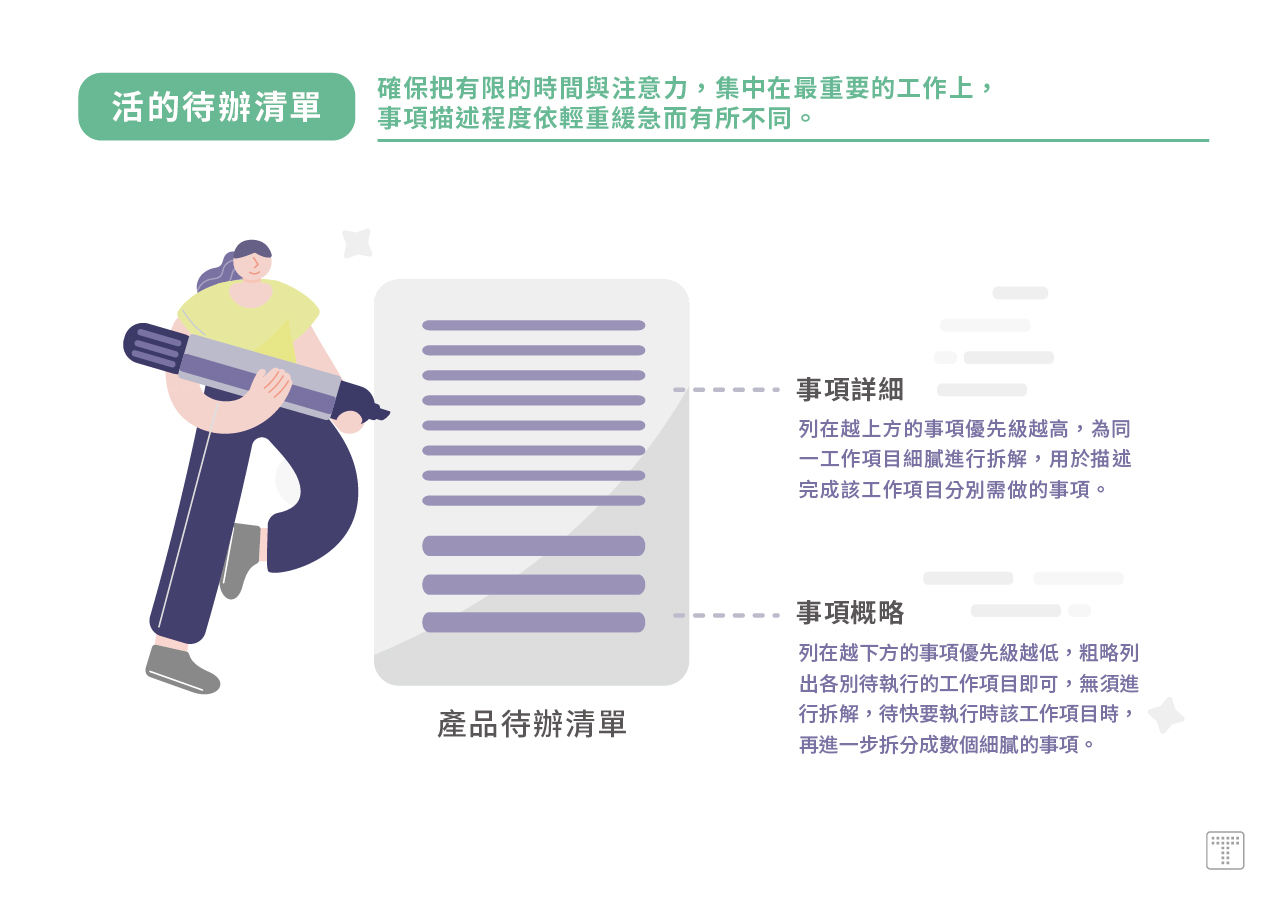 活的待辦清單
確保把有限的時間與注意力，集中在最重要的工作上，
事項描述程度依輕重緩急而有所不同。
事項詳細
列在越上方的事項優先級越高，為同
一工作項目細膩進行拆解，用於描述
完成該工作項目分別需做的事項。
事項概略
列在越下方的事項優先級越低，粗略列
出各別待執行的工作項目即可，無須進
行拆解，待快要執行時該工作項目時，
再進一步拆分成數個細膩的事項。
產品待辦清單
T